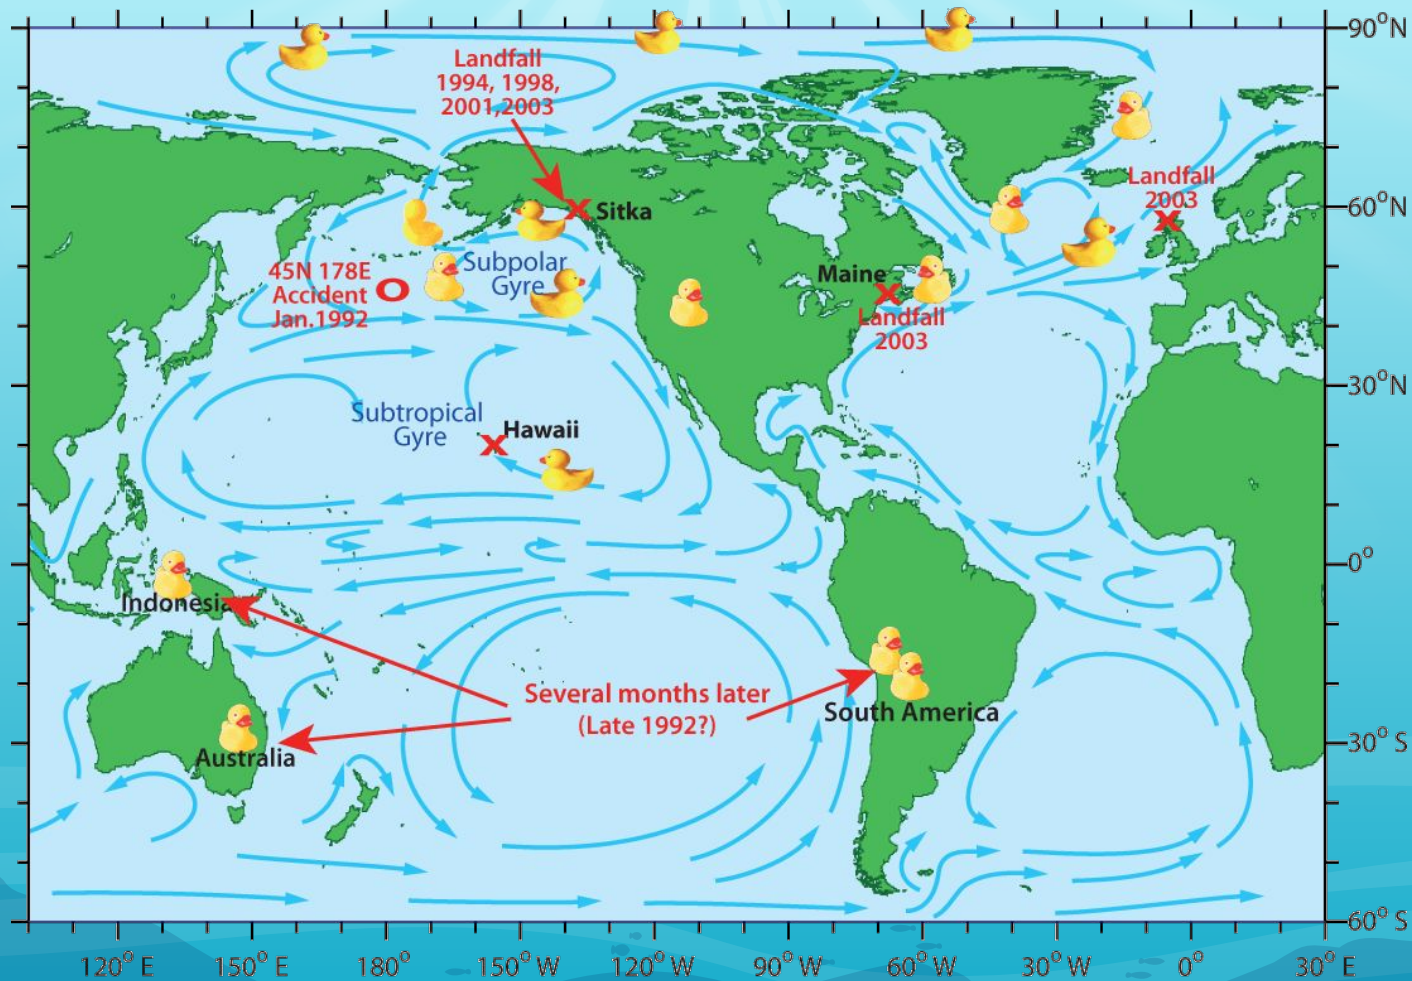 Landfall
1994, 1998,
2001,2003
90°N
Landfall
2003
60°N
Sitka
45N 178E
Accident
Jan.1992
Subpolar
Gyre
Maine
Landfall
2003
30°N
Subtropical
Gyre
Hawaii
0°
Indonesia
Several months later
(Late 1992?)
South America
30° S
Australia
60° S
120° E
150° E
180°
150° W
120° W
90° W
60° W
30° W
0°
30° E